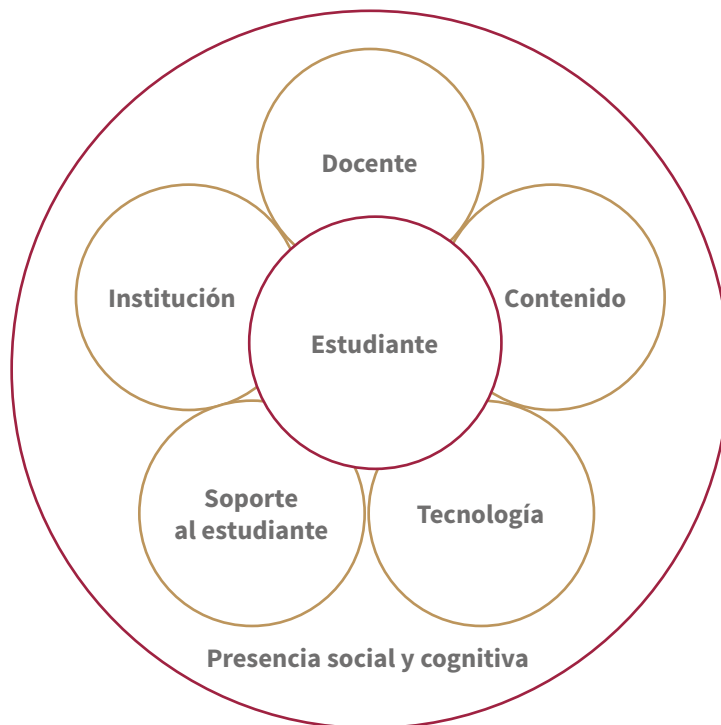 Docente
Institución
Contenido
Estudiante
Soporte
al estudiante
Tecnología
Presencia social y cognitiva